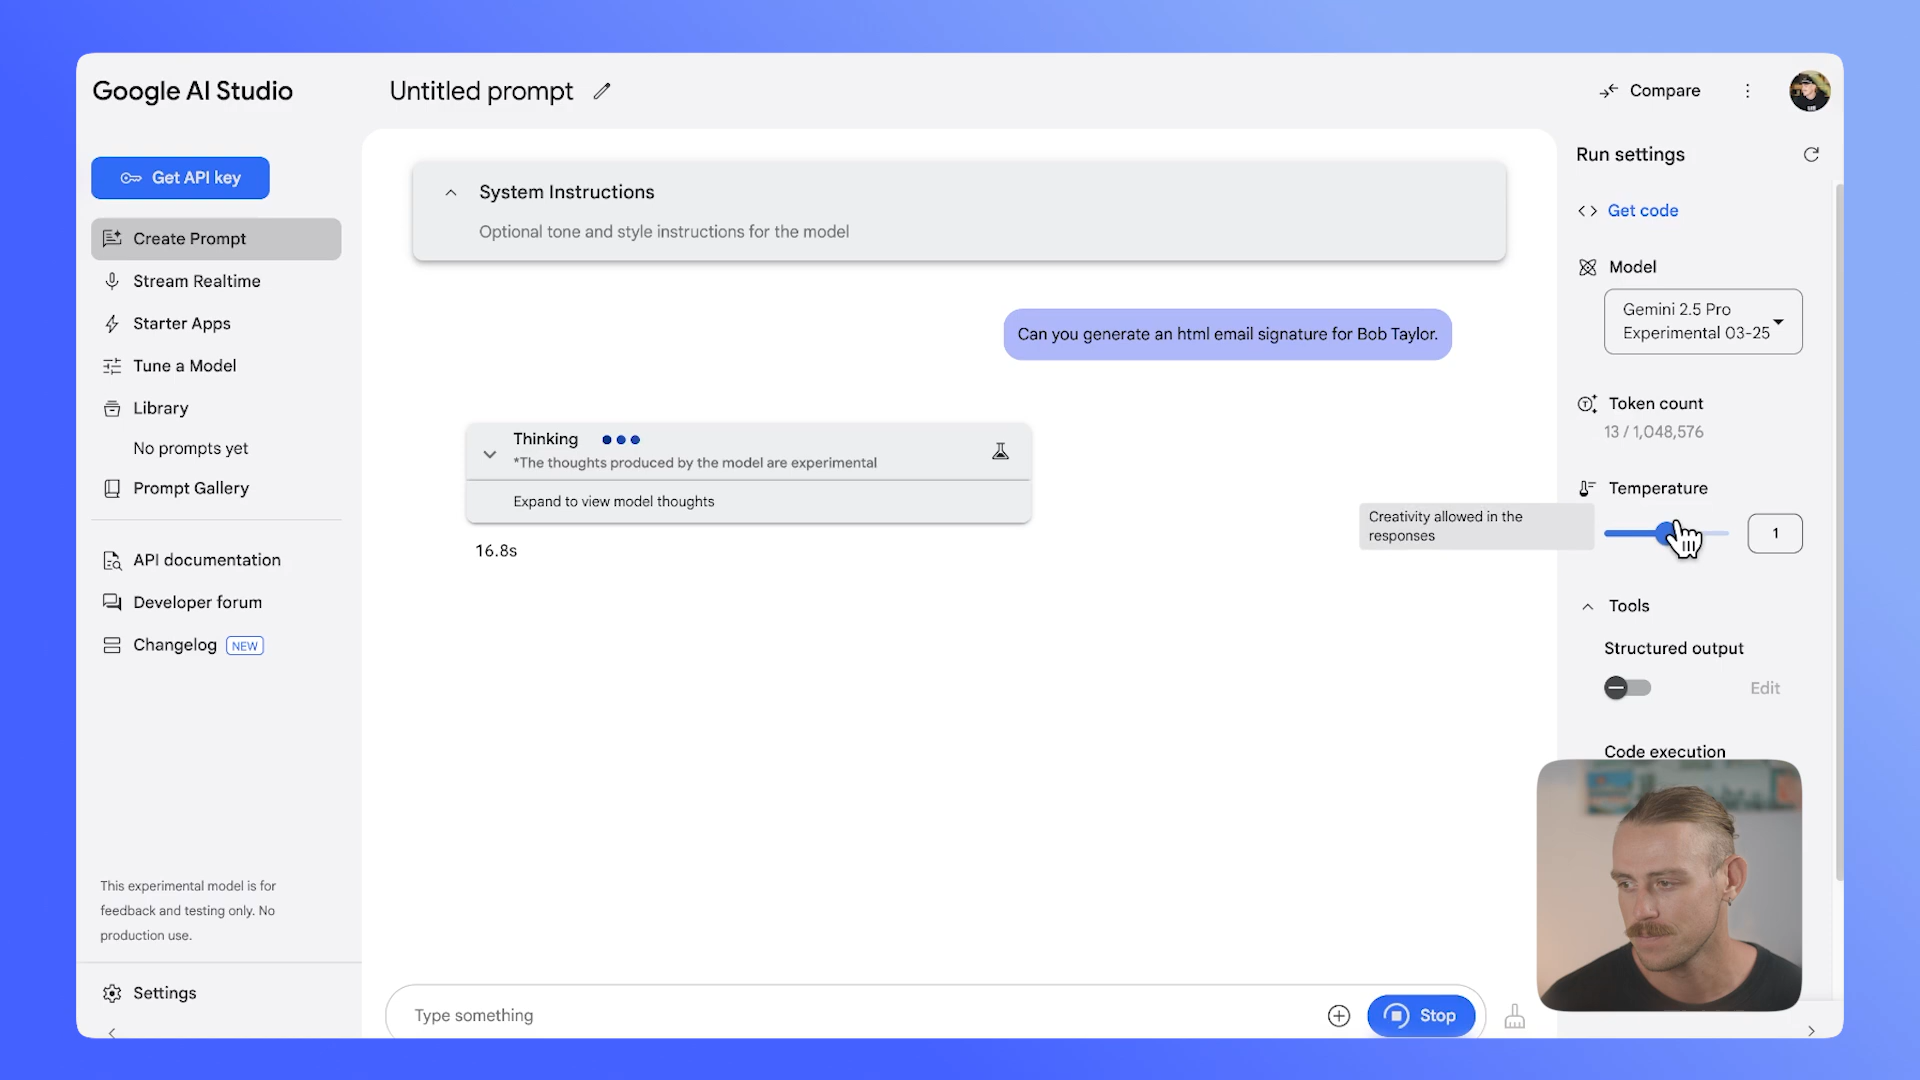 Google AI Studio
Untitled prompt
Compare
Get API key
Create Prompt
Stream Realtime
Starter Apps
Tune a Model
Library
No prompts yet
Prompt Gallery
API documentation
Developer forum
Changelog NEW
This experimental model is for
feedback and testing only. No
production use.
Settings
System Instructions
Optional tone and style instructions for the model
Can you generate an html email signature for Bob Taylor.
Thinking
*The thoughts produced by the model are experimental
Expand to view model thoughts
16.8s
Type something
Stop
Run settings
Get code
Model
Gemini 2.5 Pro
Experimental 03-25
Token count
13 / 1,048,576
Temperature
Creativity allowed in the
responses
1
Tools
Structured output
Edit
Code execution